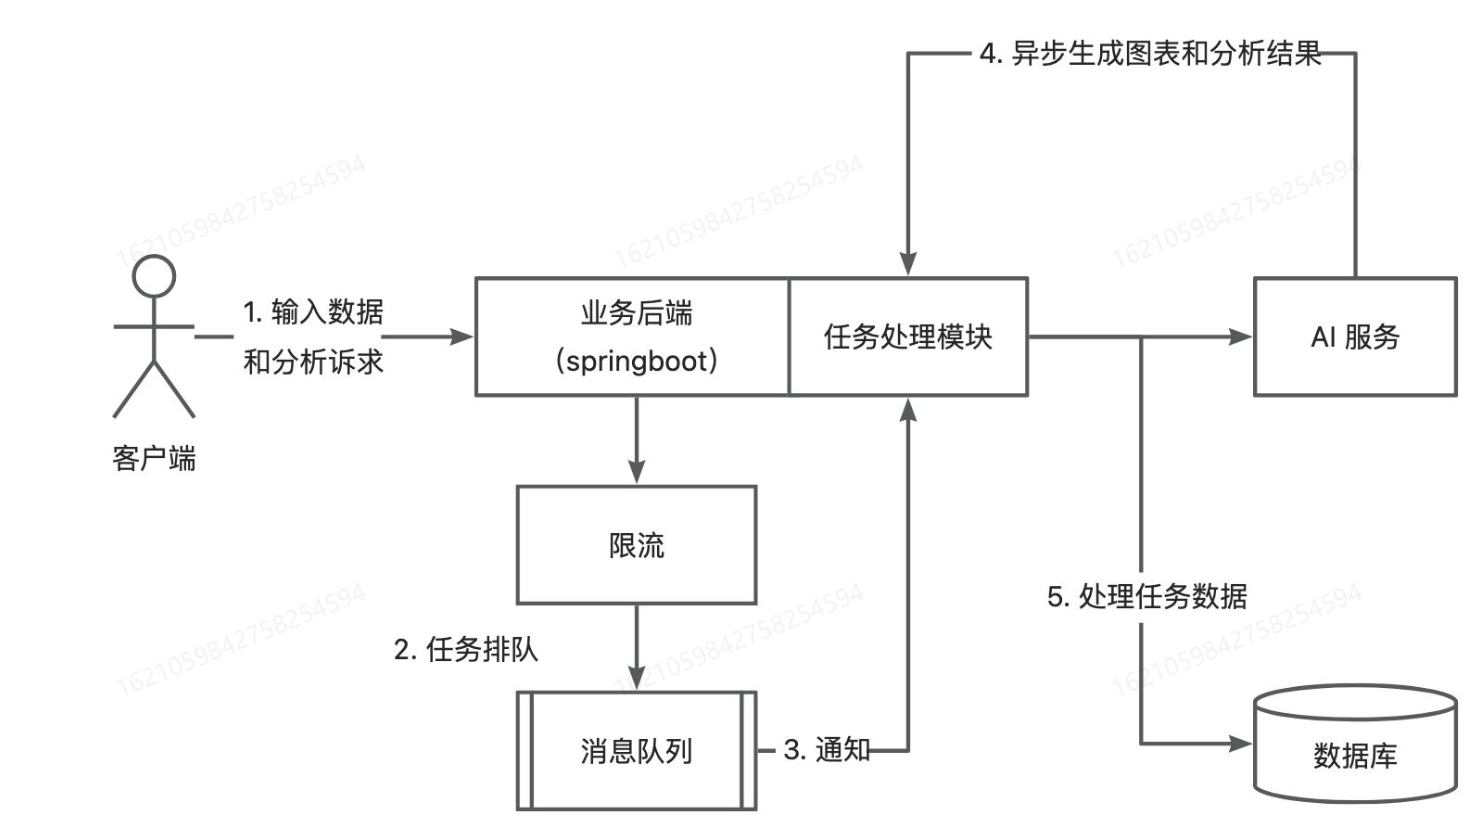 4. 异步生成图表和分析结果
1621059842758254594
1621059842758254594
1621059842758254594
1. 输入数据
和分析诉求
业务后端
（springboot）
任务处理模块
AI 服务
客户端
限流
5. 处理任务数据
1621059842758254594
1621059842758254594
1621059842758254594
2. 任务排队
消息队列
3. 通知
数据库